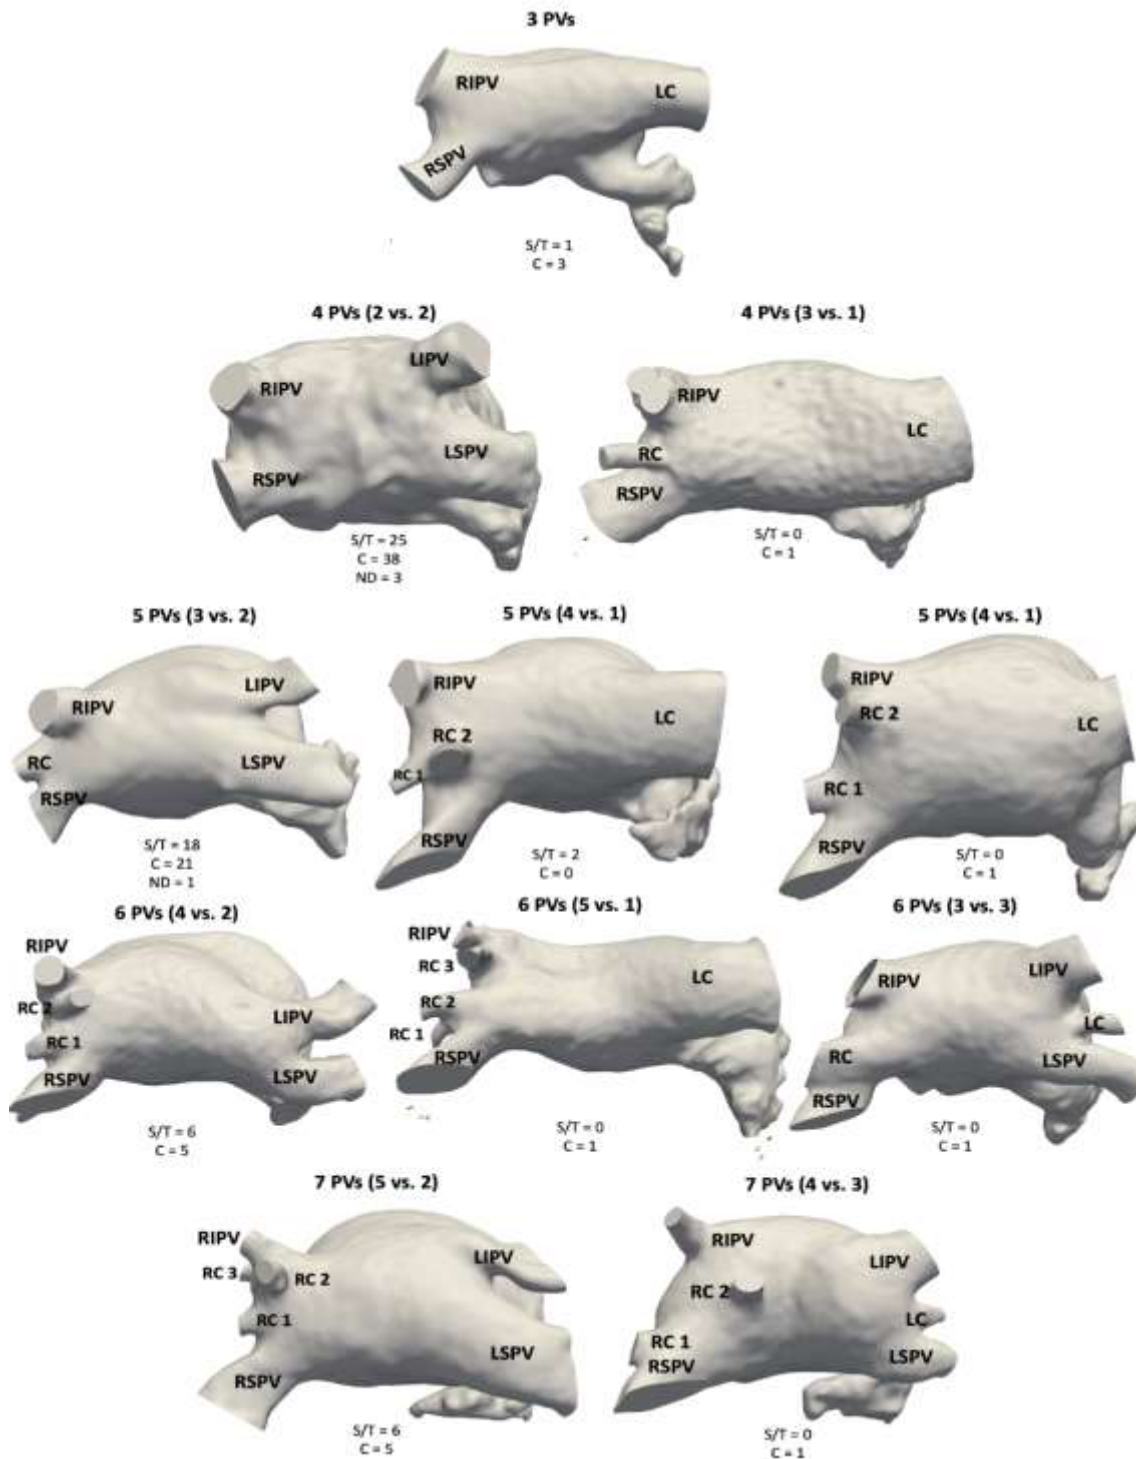 3 PVs
RIPV
LC
RSPV
S/T = 1
C = 3
4 PVs (2 vs. 2)
LIPV
RIPV
LSPV
RSPV
S/T = 25
C = 38
ND = 3
4 PVs (3 vs. 1)
RIPV
LC
RC
RSPV
S/T = 0
C = 1
5 PVs (3 vs. 2)
LIPV
RIPV
RC
LSPV
RSPV
S/T = 18
C = 21
ND = 1
5 PVs (4 vs. 1)
RIPV
LC
RC 2
RC 1
RSPV
S/T = 2
C = 0
5 PVs (4 vs. 1)
RIPV
RC 2
LC
RC 1
RSPV
S/T = 0
C = 1
6 PVs (4 vs. 2)
RIPV
RC 2
LIPV
RC 1
RSPV
LSPV
S/T = 6
C = 5
6 PVs (5 vs. 1)
RIPV
RC 3
LC
RC 2
RC 1
RSPV
S/T = 0
C = 1
6 PVs (3 vs. 3)
LIPV
RIPV
LC
RC
LSPV
RSPV
S/T = 0
C = 1
7 PVs (5 vs. 2)
RIPV
LIPV
RC 3
RC 2
RC 1
LSPV
RSPV
S/T = 6
C = 5
7 PVs (4 vs. 3)
RIPV
LIPV
RC 2
LC
RC 1
LSPV
RSPV
S/T = 0
C = 1